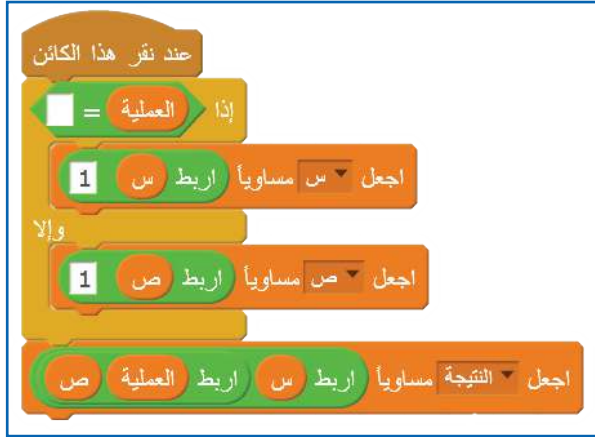 عند نقر هذا الكائن
إذا العملية =
اجعل س مساوياً اربط س 1
وإلا
اجعل ص مساوياً اربط ص 1
اجعل النتيجة مساوياً اربط س اربط العملية ص